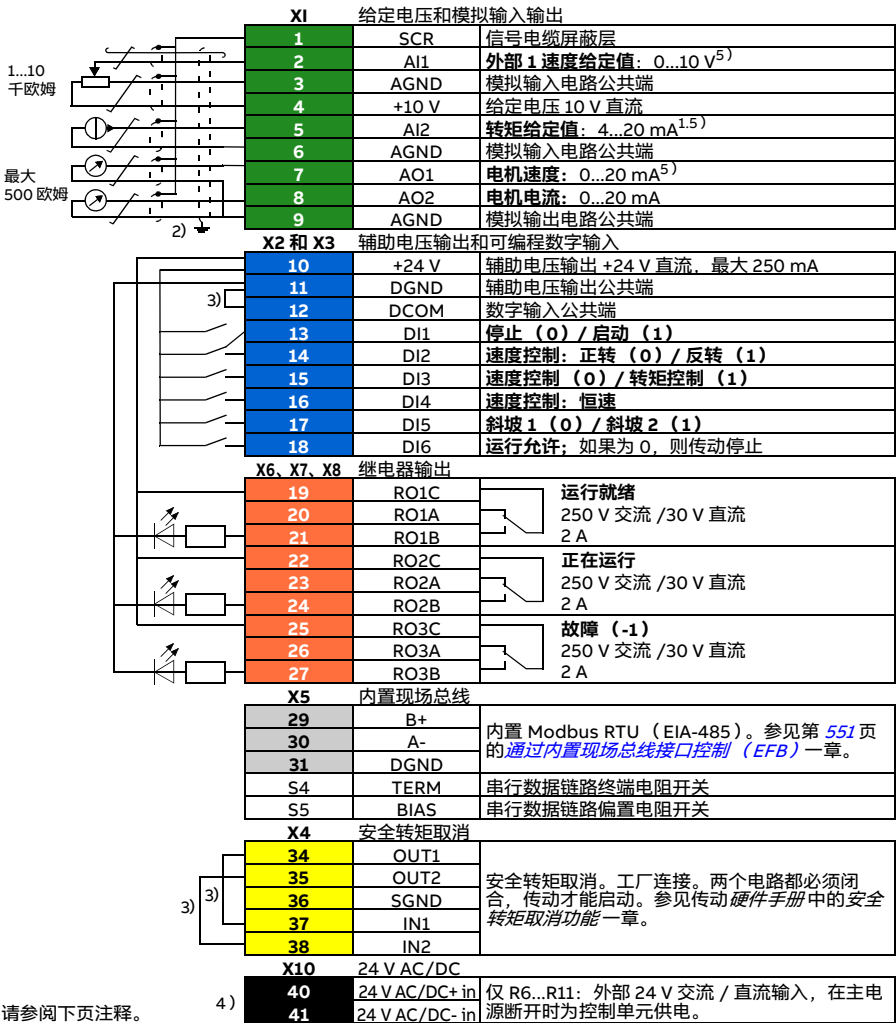 XI 给定电压和模拟输入输出
1 SCR 信号电缆屏蔽层
2 AI1 外部 1 速度给定值：0...10 V5）
3 AGND 模拟输入电路公共端
4 +10 V 给定电压 10 V 直流
5 AI2 转矩给定值：4...20 mA1.5）
6 AGND 模拟输入电路公共端
7 AO1 电机速度：0...20 mA5）
8 AO2 电机电流：0...20 mA
9 AGND 模拟输出电路公共端
1...10
千欧姆
最大
500 欧姆
2)
X2 和 X3 辅助电压输出和可编程数字输入
10 +24 V 辅助电压输出 +24 V 直流，最大 250 mA
11 DGND 辅助电压输出公共端
12 DCOM 数字输入公共端
3)
13 DI1 停止 （0）/ 启动 （1）
14 DI2 速度控制：正转 （0）/ 反转 （1）
15 DI3 速度控制 （0）/ 转矩控制 （1）
16 DI4 速度控制：恒速
17 DI5 斜坡 1 （0）/ 斜坡 2 （1）
18 DI6 运行允许；如果为 0，则传动停止
X6、X7、X8 继电器输出
19 RO1C 运行就绪
20 RO1A 250 V 交流 /30 V 直流
21 RO1B 2 A
22 RO2C 正在运行
23 RO2A 250 V 交流 /30 V 直流
24 RO2B 2 A
25 RO3C 故障 （-1）
26 RO3A 250 V 交流 /30 V 直流
27 RO3B 2 A
X5 内置现场总线
29 B+
30 A-
31 DGND
内置 Modbus RTU （EIA-485）。参见第 551 页
的通过内置现场总线接口控制 （EFB）一章。
S4 TERM 串行数据链路终端电阻开关
S5 BIAS 串行数据链路偏置电阻开关
X4 安全转矩取消
34 OUT1
35 OUT2
36 SGND
37 IN1
38 IN2
3)
3)
安全转矩取消。工厂连接。两个电路都必须闭
合，传动才能启动。参见传动硬件手册中的安全
转矩取消功能一章。
X10 24 V AC/DC
40 24 V AC/DC+ in
41 24 V AC/DC- in
仅 R6...R11：外部 24 V 交流 / 直流输入，在主电
源断开时为控制单元供电。
4）
请参阅下页注释。